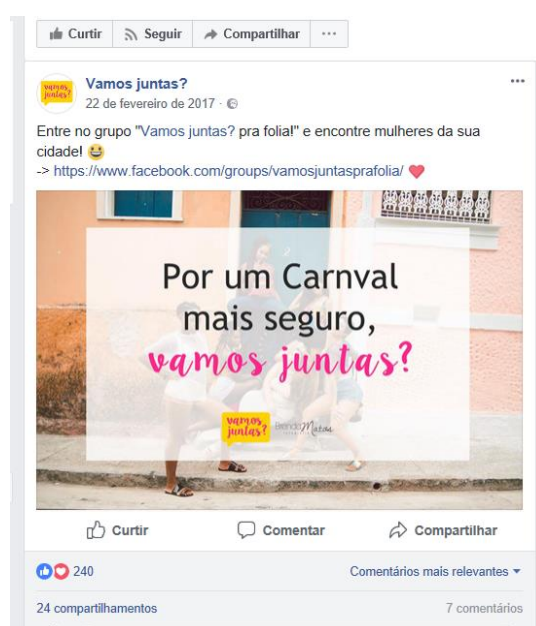 Curtir Seguir Compartilhar ...
Vamos juntas?
22 de fevereiro de 2017 ·
Entre no grupo "Vamos juntas? pra folia!" e encontre mulheres da sua
cidade!
-> https://www.facebook.com/groups/vamosjuntasprafolia/
Por um Carnval
mais seguro,
vamos juntas?
vamos
juntas?
Curtir Comentar Compartilhar
240 Comentários mais relevantes
24 compartilhamentos 7 comentários